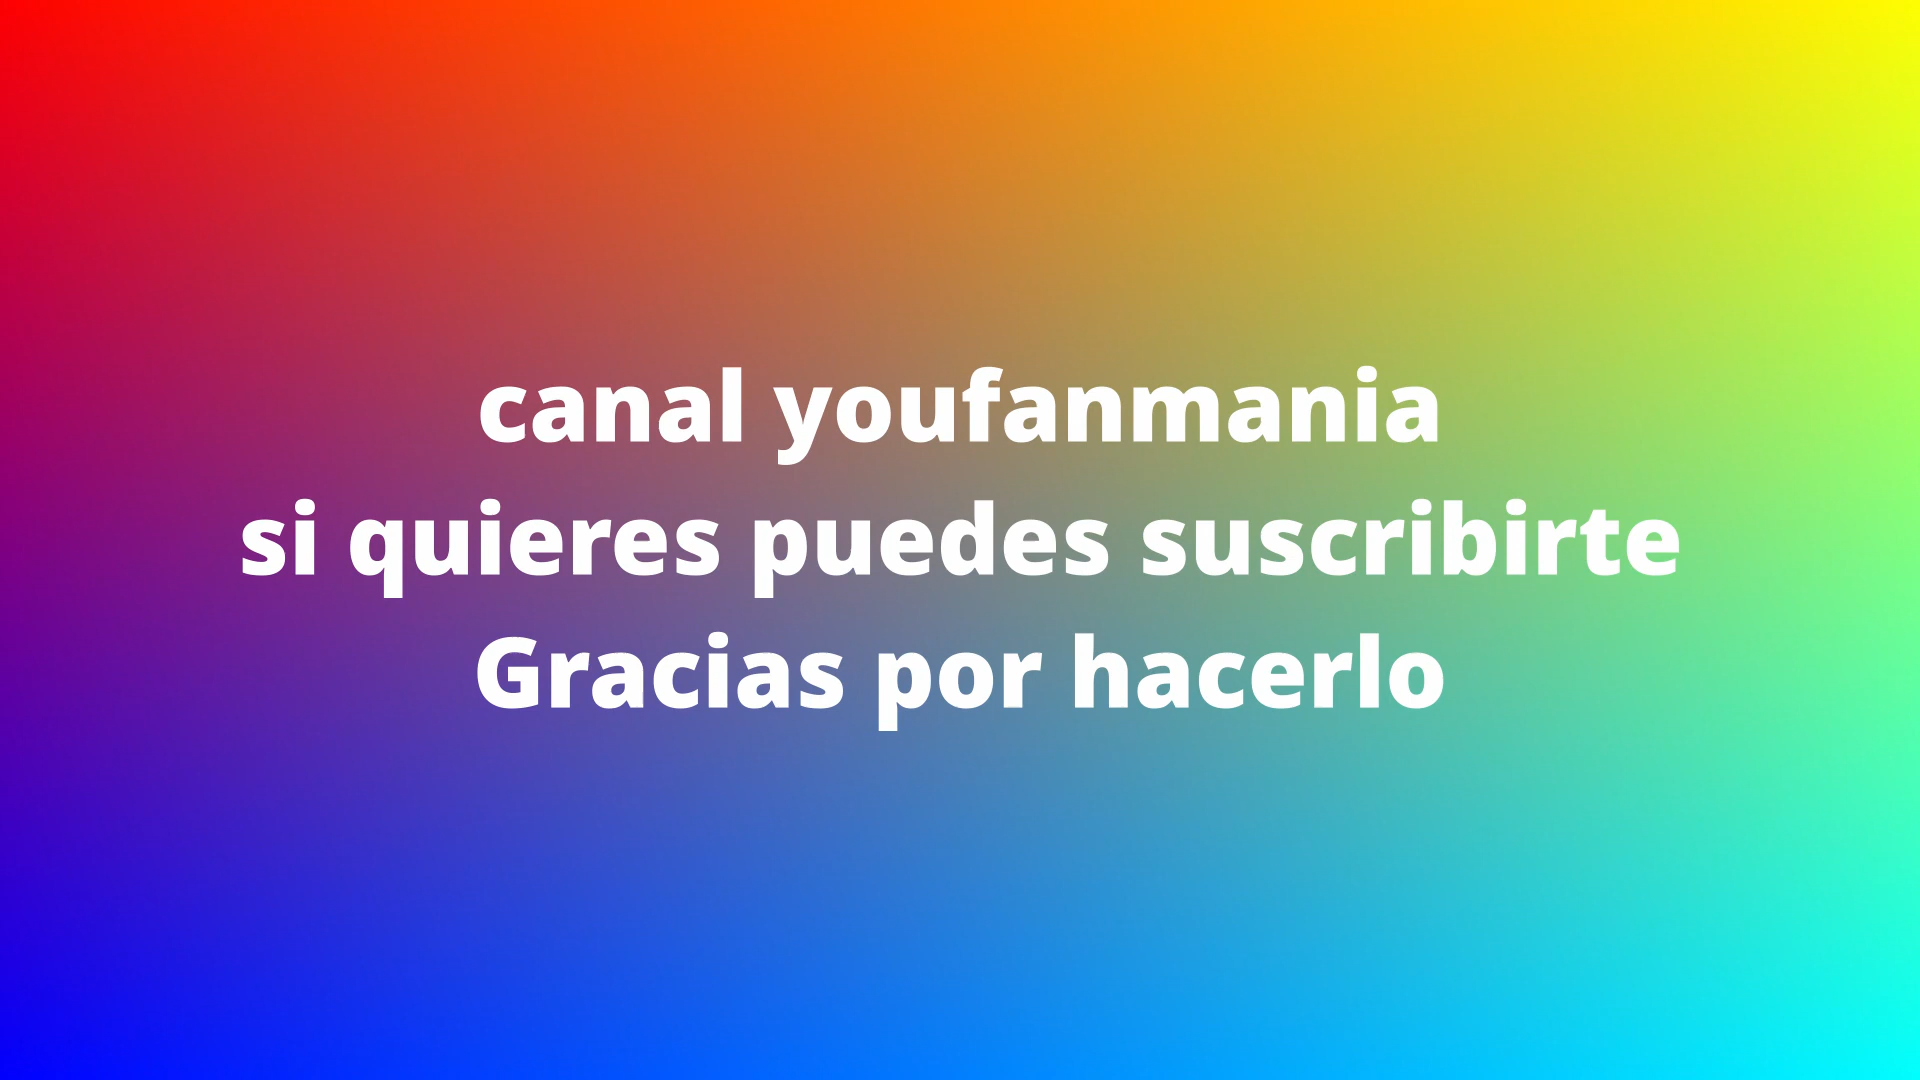 canal youfanmania
si quieres puedes suscribirte
Gracias por hacerlo